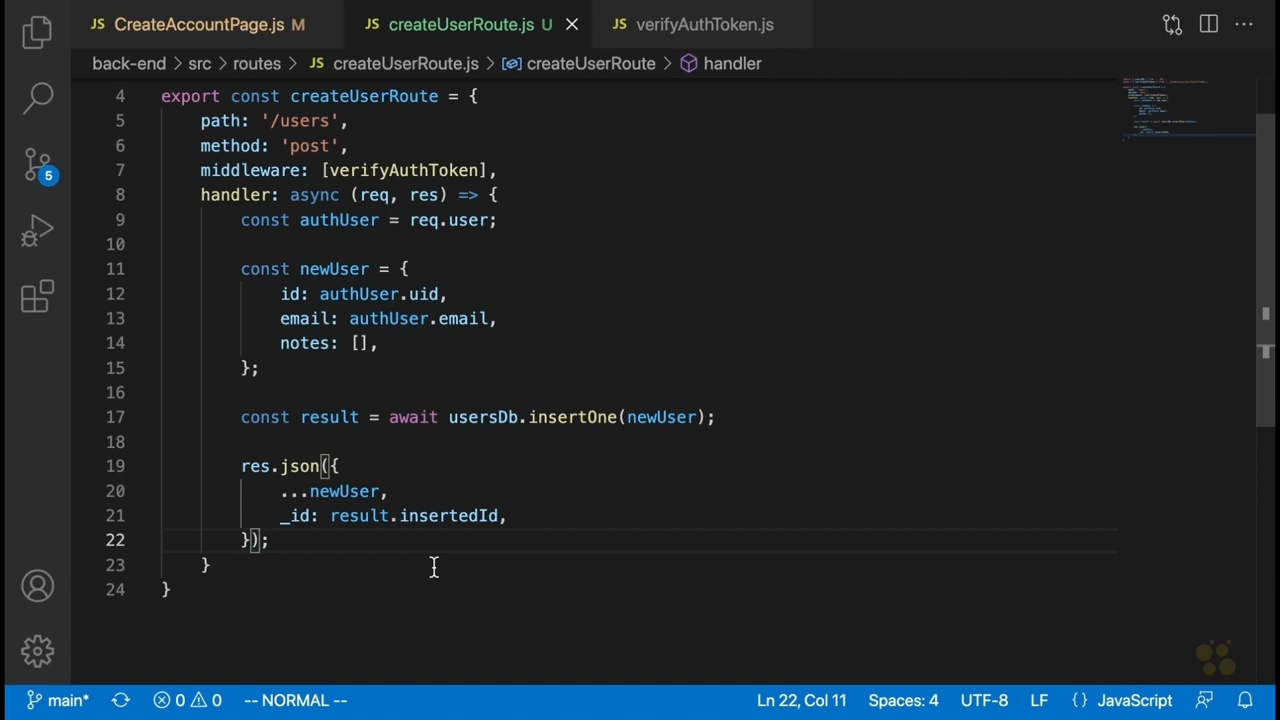 JS CreateAccountPage.js M JS createUserRoute.js U JS verifyAuthToken.js
back-end > src > routes > JS createUserRoute.js > createUserRoute > handler
4 export const createUserRoute = {
5 path: '/users',
6 method: 'post',
7 middleware: [verifyAuthToken],
8 handler: async (req, res) => {
9 const authUser = req.user;
10
11 const newUser = {
12 id: authUser.uid,
13 email: authUser.email,
14 notes: [],
15 };
16
17 const result = await usersDb.insertOne(newUser);
18
19 res.json({
20 ...newUser,
21 _id: result.insertedId,
22 });
23 }
24 }
5
main* 0 0 -- NORMAL -- Ln 22, Col 11 Spaces: 4 UTF-8 LF {} JavaScript